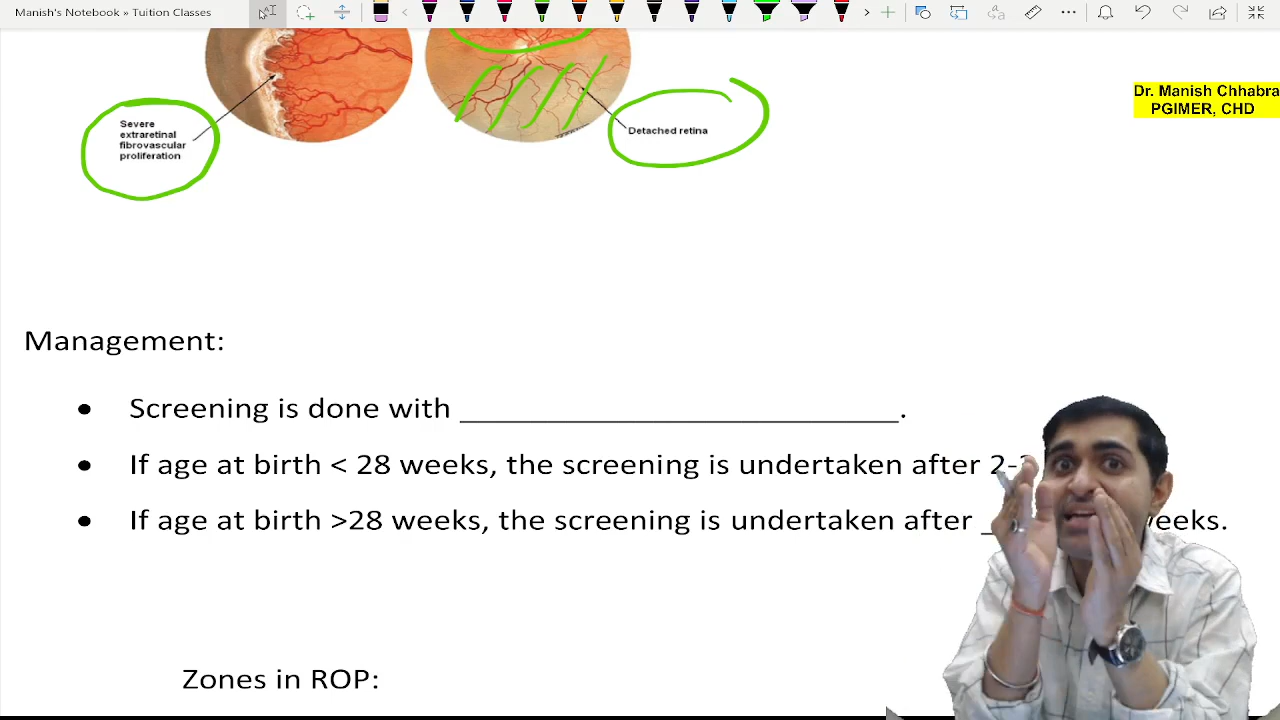 Manish's Notebook » Tuition Classes
Dr. Manish Chhabra
PGIMER, CHD
Severe
extraretinal
fibrovascular
proliferation
Detached retina
Management:
• Screening is done with ______________________________.
• If age at birth < 28 weeks, the screening is undertaken after 2-
• If age at birth >28 weeks, the screening is undertaken after _ weeks.
Zones in ROP: